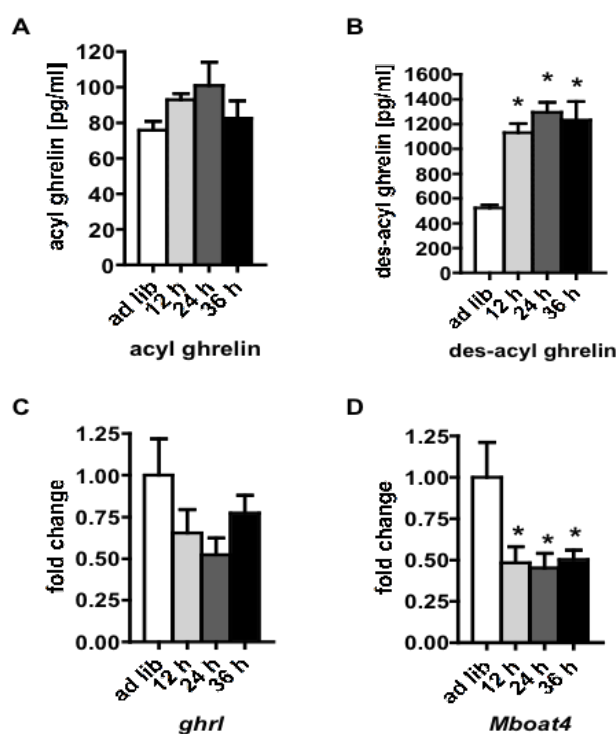 A
acyl ghrelin [pg/ml]
120
100
80
60
40
20
0
ad lib
12 h
24 h
36 h
acyl ghrelin
B
des-acyl ghrelin [pg/ml]
1600
1400
1200
1000
800
600
400
200
0
* * *
ad lib
12 h
24 h
36 h
des-acyl ghrelin
C
fold change
1.25
1.00
0.75
0.50
0.25
0.00
ad lib
12 h
24 h
36 h
ghrl
D
fold change
1.25
1.00
0.75
0.50
0.25
0.00
* * *
ad lib
12 h
24 h
36 h
Mboat4